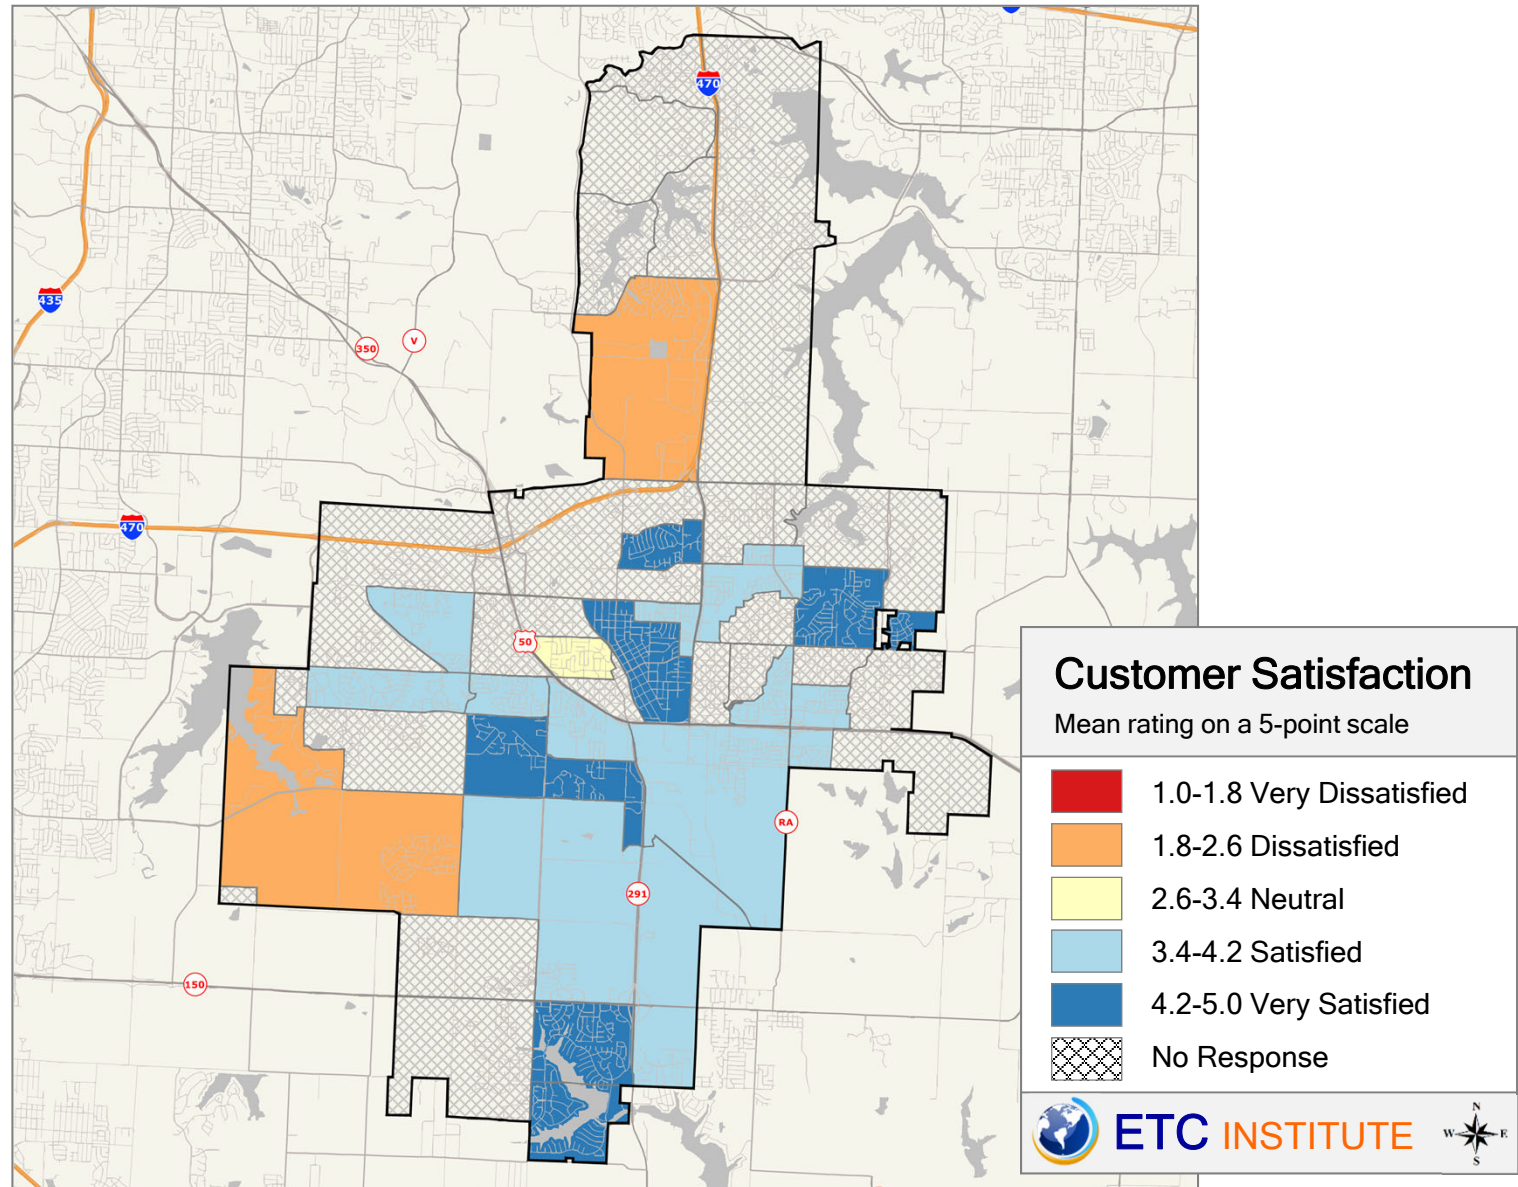 470
435
350
V
470
50
RA
291
150
Customer Satisfaction
Mean rating on a 5-point scale
1.0-1.8 Very Dissatisfied
1.8-2.6 Dissatisfied
2.6-3.4 Neutral
3.4-4.2 Satisfied
4.2-5.0 Very Satisfied
No Response
ETC INSTITUTE
N
W E
S